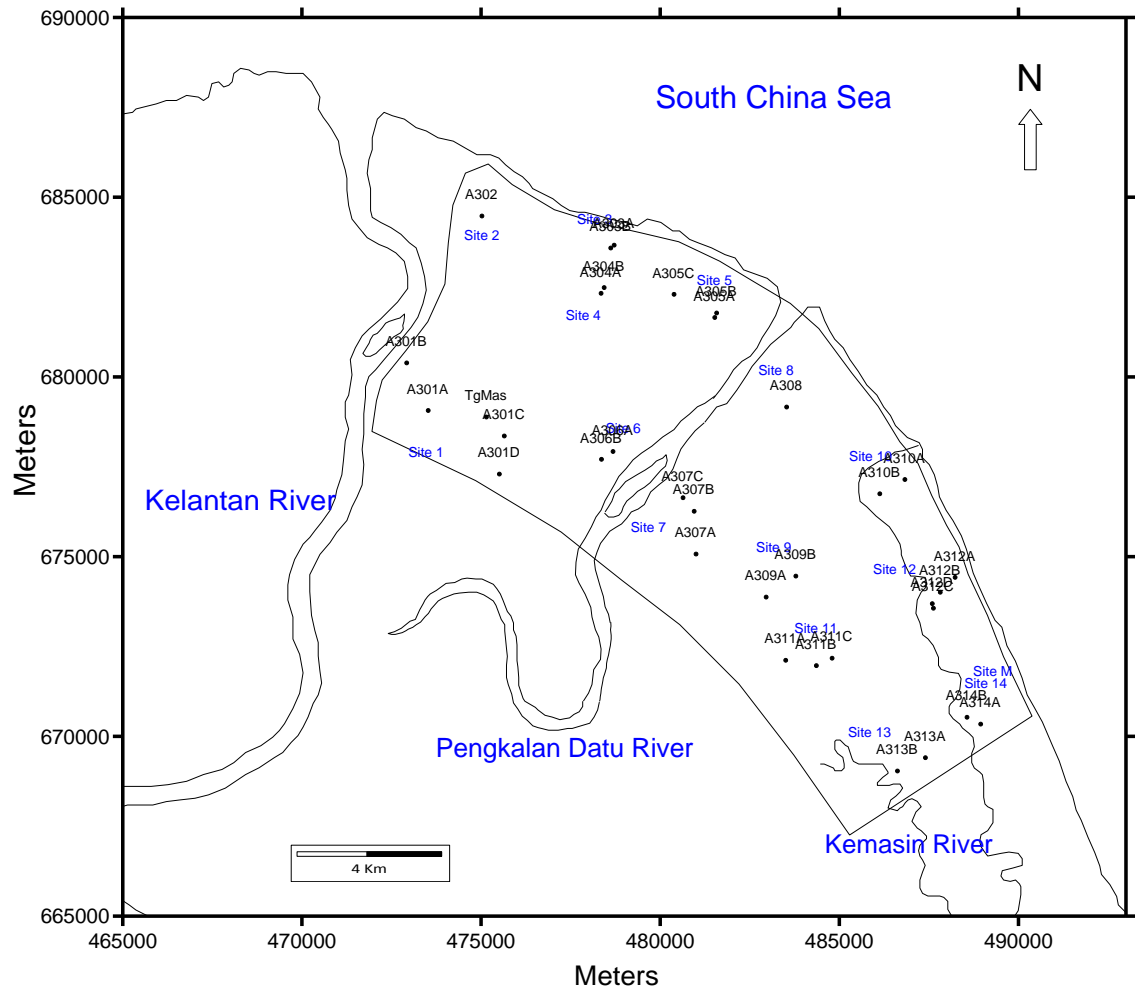 690000
South China Sea
N
685000
A302
Site 2
Site 3
A303A
A303B
A304B
A304A
Site 4
A305C
Site 5
A305B
A305A
680000
A301B
A301A
TgMas
A301C
Site 1
A301D
Site 6
A306A
A306B
Site 8
A308
Meters
Kelantan River
A307C
A307B
Site 7
A307A
Site 10
A310A
A310B
675000
Site 9
A309B
A309A
A312A
Site 12
A312B
A312D
A312C
Site 11
A311A
A311C
A311B
Site M
Site 14
A314B
A314A
670000
Pengkalan Datu River
Site 13
A313A
A313B
Kemasin River
4 Km
665000
465000
470000
475000
480000
485000
490000
Meters